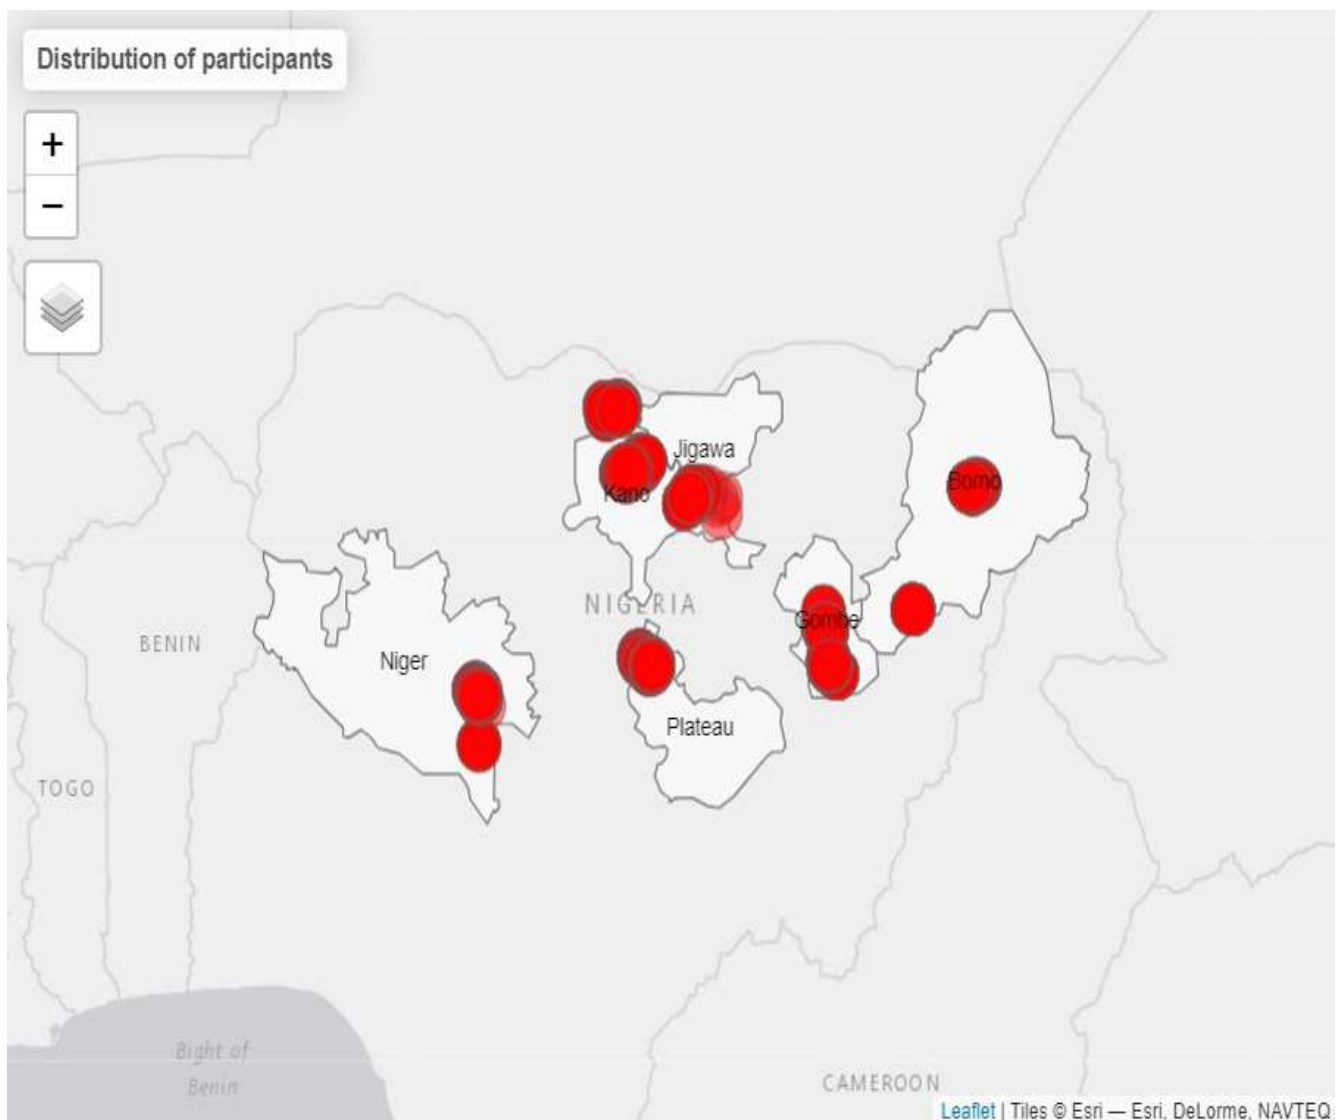 Distribution of participants
+
−
Jigawa
Borno
Kano
NIGERIA
Gombe
BENIN
Niger
Plateau
TOGO
Bight of
Benin
CAMEROON
Leaflet | Tiles © Esri — Esri, DeLorme, NAVTEQ